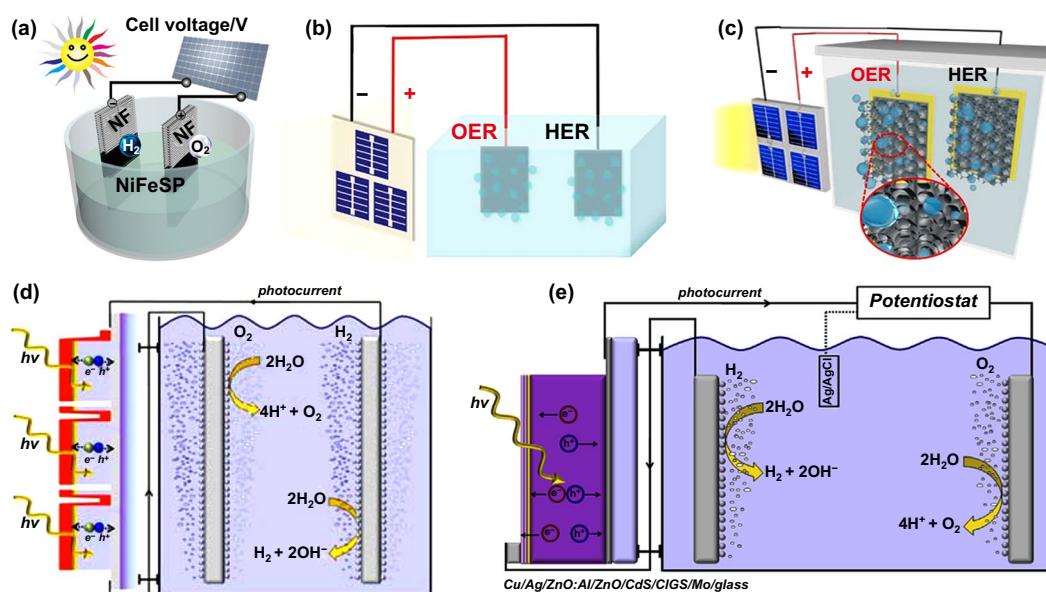 (a)
Cell voltage/V
−
+
NF
NF
H₂
O₂
NiFeSP
(b)
−
+
OER
HER
(c)
−
+
OER
HER
(d)
photocurrent
O₂
H₂
hv
e⁻ h⁺
2H₂O
4H⁺ + O₂
hv
e⁻ h⁺
2H₂O
hv
e⁻ h⁺
H₂ + 2OH⁻
(e)
photocurrent
Potentiostat
Ag/AgCl
H₂
O₂
hv
e⁻
h⁺
e⁻
h⁺
e⁻
h⁺
2H₂O
H₂ + 2OH⁻
2H₂O
4H⁺ + O₂
Cu/Ag/ZnO:Al/ZnO/CdS/CIGS/Mo/glass